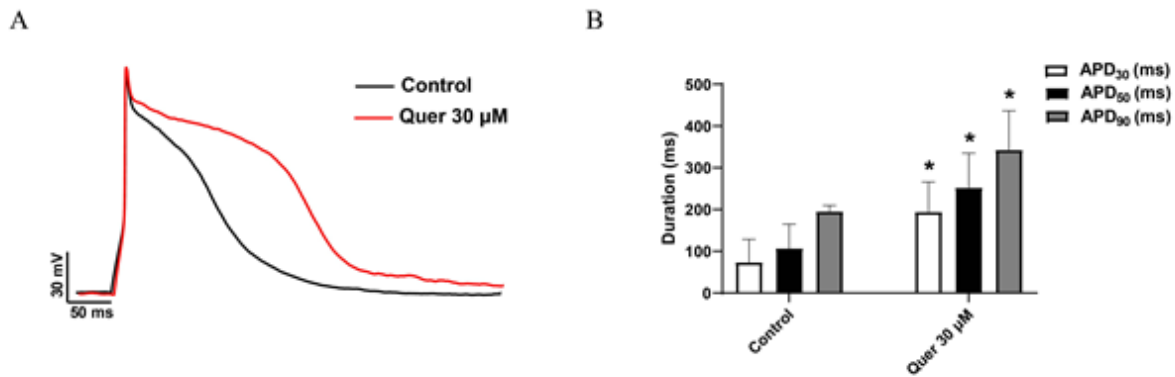 A
Control
Quer 30 µM
30 mV
50 ms
B
APD30 (ms)
APD50 (ms)
APD90 (ms)
Duration (ms)
500
400
300
200
100
0
*
*
*
Control
Quer 30 µM